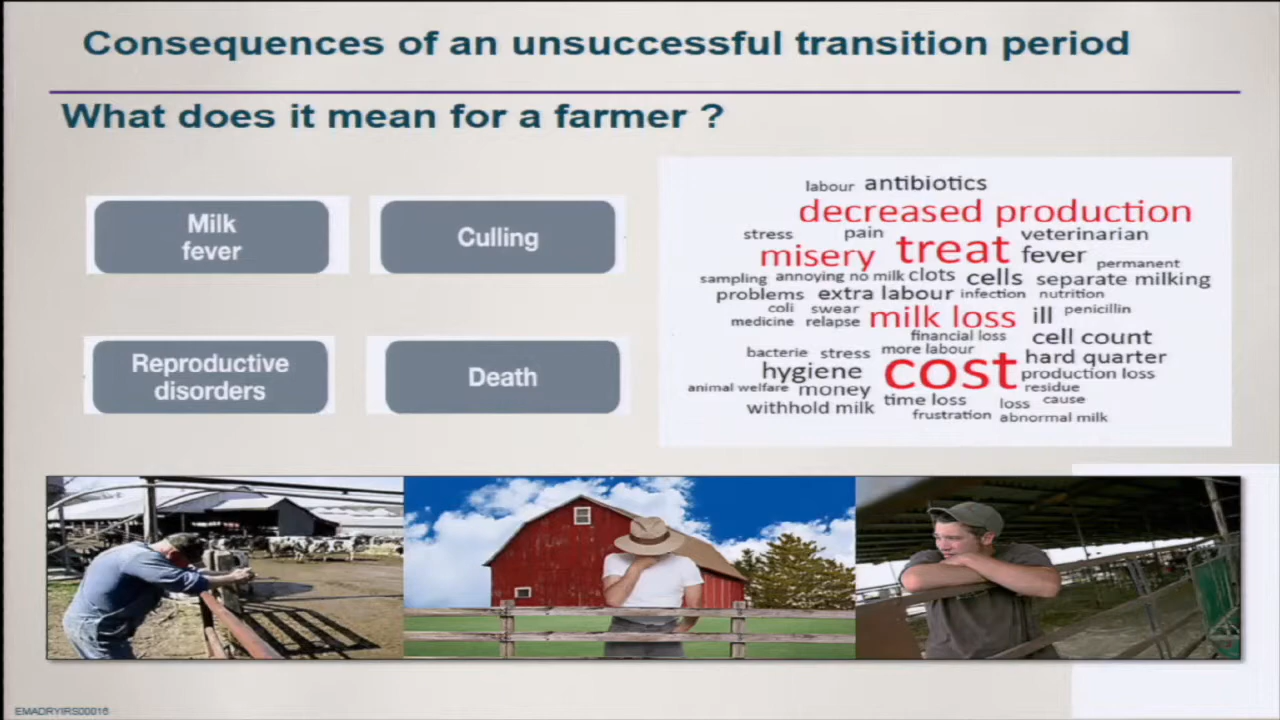 Consequences of an unsuccessful transition period
What does it mean for a farmer ?
Milk
fever
Culling
Reproductive
disorders
Death
labour antibiotics
decreased production
stress pain veterinarian
misery treat fever permanent
sampling annoying no milk clots cells separate milking
problems extra labour infection nutrition
coli swear milk loss ill penicillin
medicine relapse
financial loss cell count
bacterie stress more labour hard quarter
hygiene cost production loss
animal welfare money residue
withhold milk time loss loss cause
frustration abnormal milk
EMADRYIRS00016